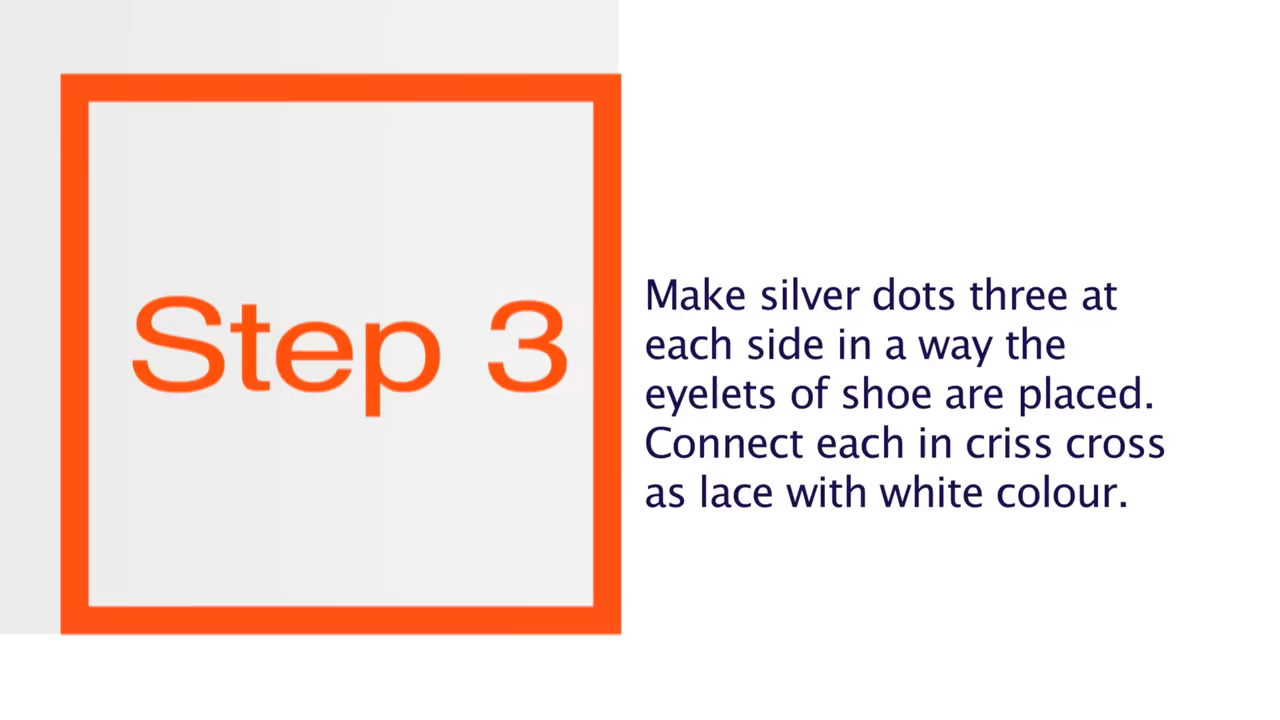 Step 3
Make silver dots three at
each side in a way the
eyelets of shoe are placed.
Connect each in criss cross
as lace with white colour.